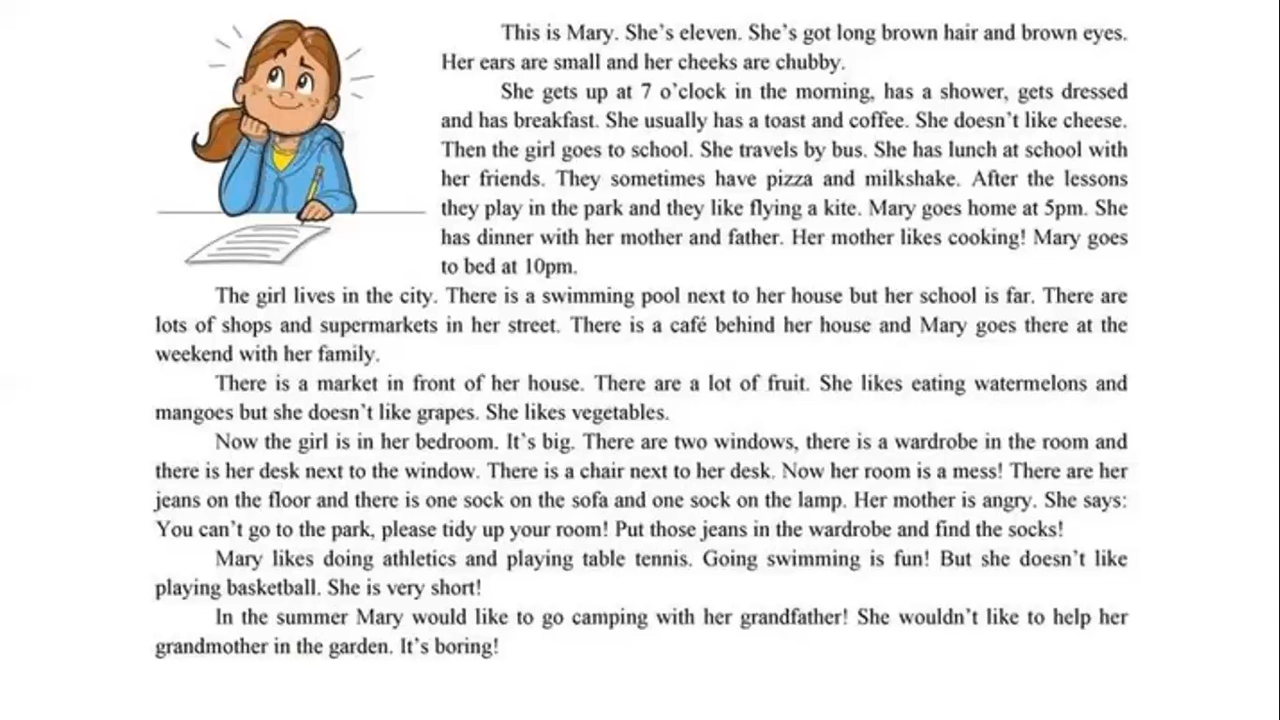 This is Mary. She's eleven. She's got long brown hair and brown eyes.
Her ears are small and her cheeks are chubby.
She gets up at 7 o'clock in the morning, has a shower, gets dressed
and has breakfast. She usually has a toast and coffee. She doesn't like cheese.
Then the girl goes to school. She travels by bus. She has lunch at school with
her friends. They sometimes have pizza and milkshake. After the lessons
they play in the park and they like flying a kite. Mary goes home at 5pm. She
has dinner with her mother and father. Her mother likes cooking! Mary goes
to bed at 10pm.
The girl lives in the city. There is a swimming pool next to her house but her school is far. There are
lots of shops and supermarkets in her street. There is a café behind her house and Mary goes there at the
weekend with her family.
There is a market in front of her house. There are a lot of fruit. She likes eating watermelons and
mangoes but she doesn't like grapes. She likes vegetables.
Now the girl is in her bedroom. It's big. There are two windows, there is a wardrobe in the room and
there is her desk next to the window. There is a chair next to her desk. Now her room is a mess! There are her
jeans on the floor and there is one sock on the sofa and one sock on the lamp. Her mother is angry. She says:
You can't go to the park, please tidy up your room! Put those jeans in the wardrobe and find the socks!
Mary likes doing athletics and playing table tennis. Going swimming is fun! But she doesn't like
playing basketball. She is very short!
In the summer Mary would like to go camping with her grandfather! She wouldn't like to help her
grandmother in the garden. It's boring!